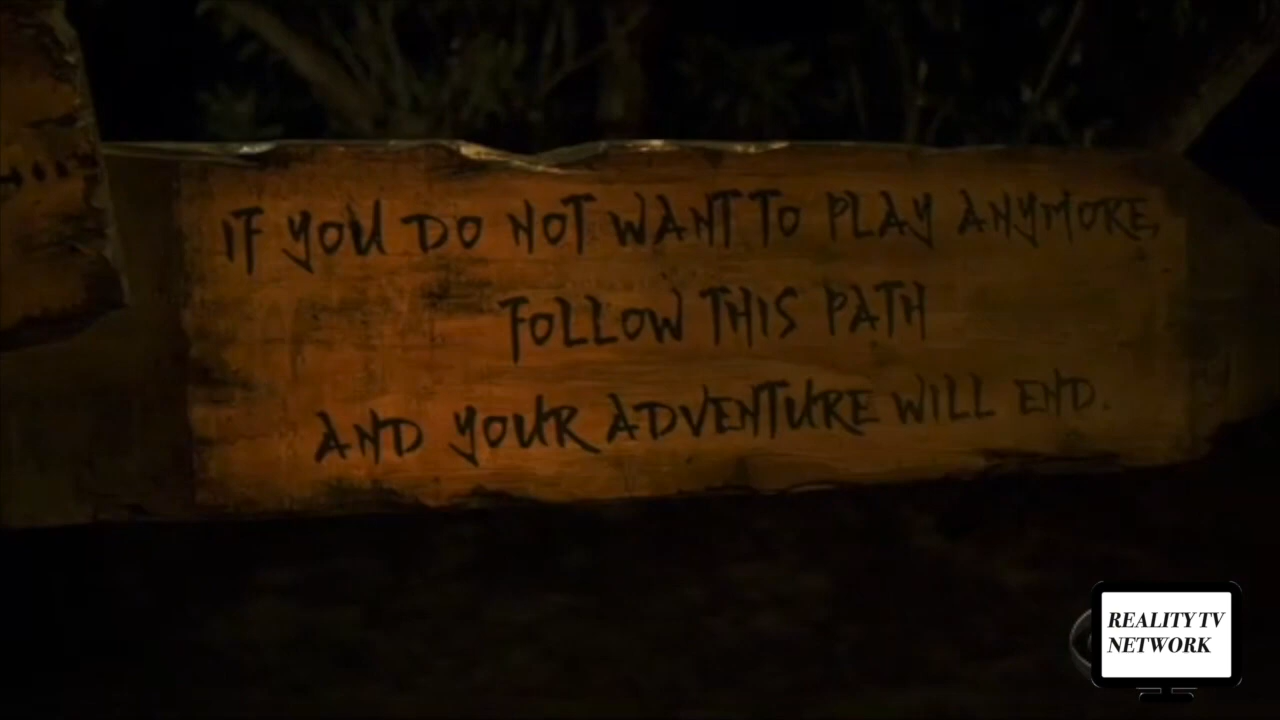 IF YOU DO NOT WANT TO PLAY ANYMORE,
FOLLOW THIS PATH
AND YOUR ADVENTURE WILL END.
REALITY TV
NETWORK